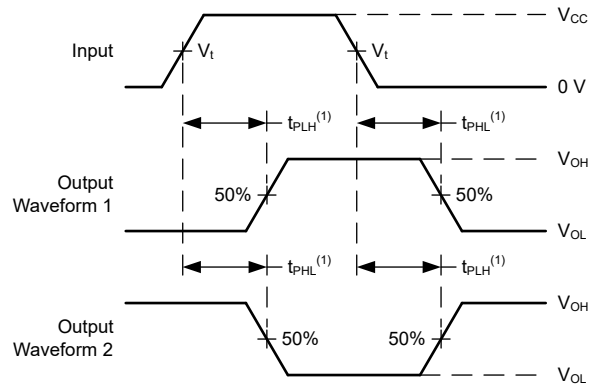 V_CC
Input
V_t
V_t
0 V
t_PLH^(1)
t_PHL^(1)
V_OH
Output
Waveform 1
50%
50%
V_OL
t_PHL^(1)
t_PLH^(1)
V_OH
Output
Waveform 2
50%
50%
V_OL